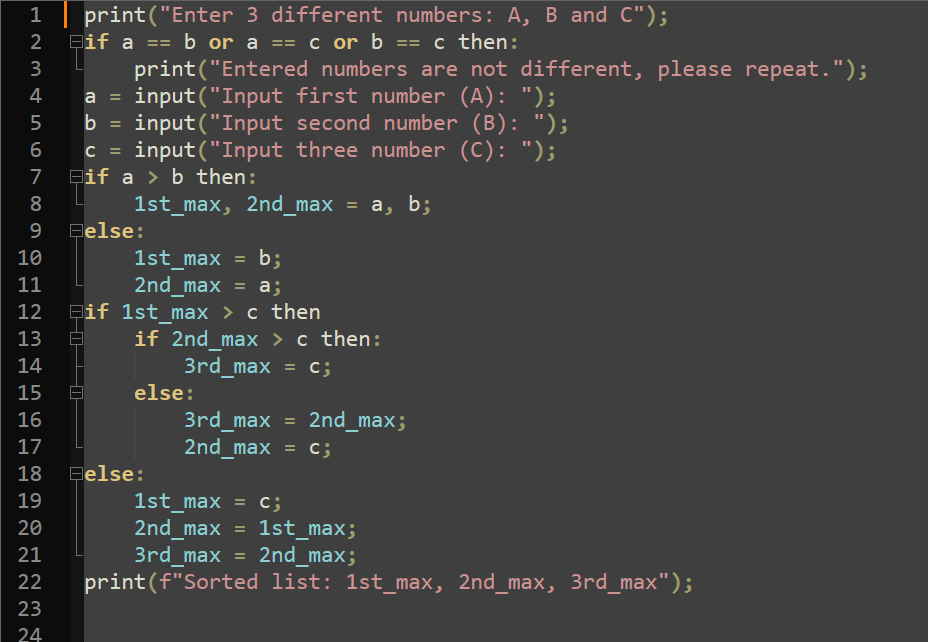 1 print("Enter 3 different numbers: A, B and C");
2 if a == b or a == c or b == c then:
3     print("Entered numbers are not different, please repeat.");
4 a = input("Input first number (A): ");
5 b = input("Input second number (B): ");
6 c = input("Input three number (C): ");
7 if a > b then:
8     1st_max, 2nd_max = a, b;
9 else:
10     1st_max = b;
11     2nd_max = a;
12 if 1st_max > c then
13     if 2nd_max > c then:
14         3rd_max = c;
15     else:
16         3rd_max = 2nd_max;
17         2nd_max = c;
18 else:
19     1st_max = c;
20     2nd_max = 1st_max;
21     3rd_max = 2nd_max;
22 print(f"Sorted list: 1st_max, 2nd_max, 3rd_max");
23
24